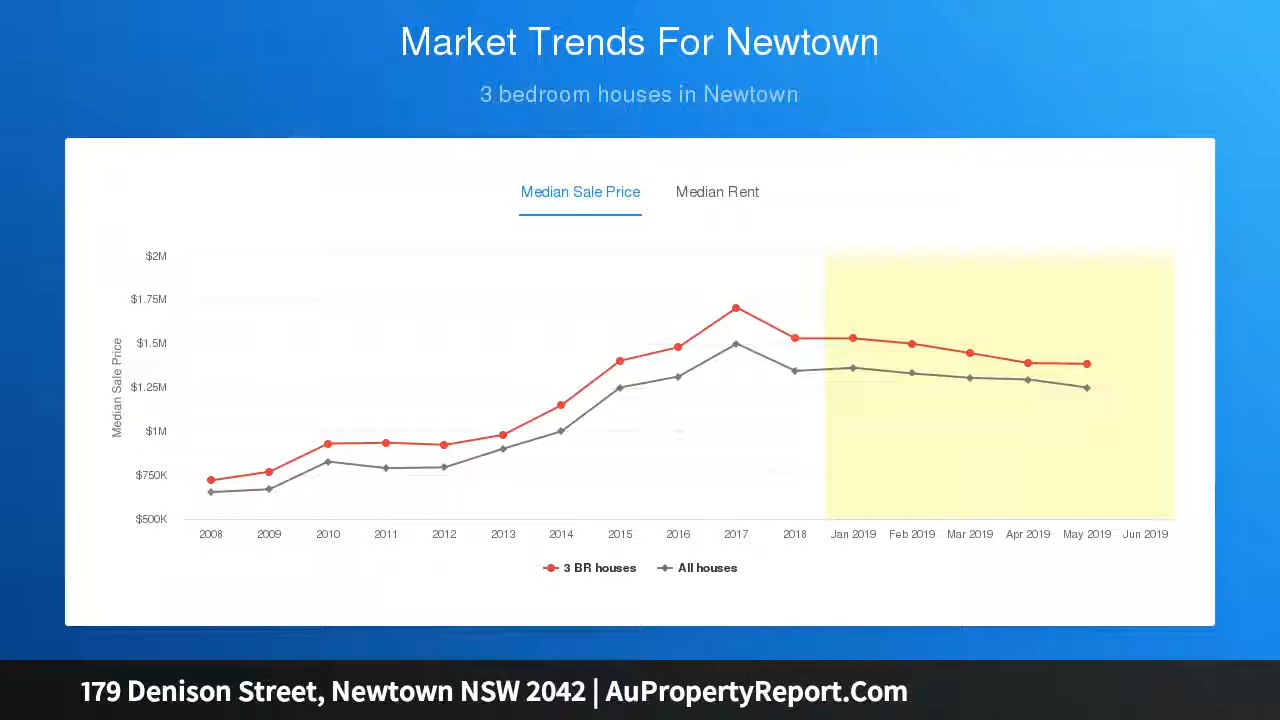 Market Trends For Newtown
3 bedroom houses in Newtown
Median Sale Price Median Rent
Median Sale Price
$2M
$1.75M
$1.5M
$1.25M
$1M
$750K
$500K
2008 2009 2010 2011 2012 2013 2014 2015 2016 2017 2018 Jan 2019 Feb 2019 Mar 2019 Apr 2019 May 2019 Jun 2019
3 BR houses All houses
179 Denison Street, Newtown NSW 2042 | AuPropertyReport.Com